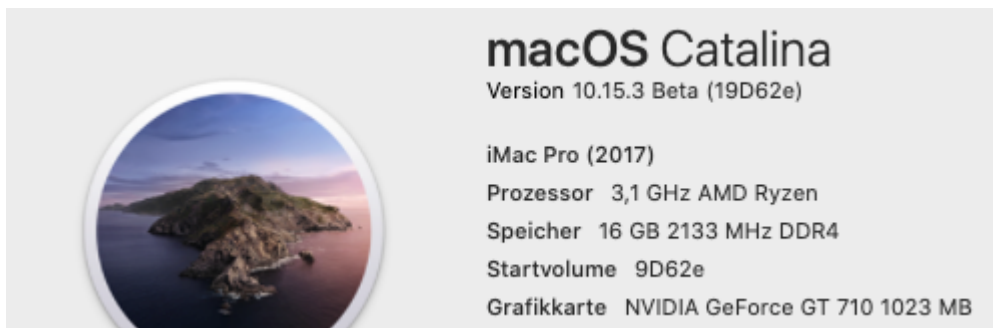 macOS Catalina
Version 10.15.3 Beta (19D62e)
iMac Pro (2017)
Prozessor 3,1 GHz AMD Ryzen
Speicher 16 GB 2133 MHz DDR4
Startvolume 9D62e
Grafikkarte NVIDIA GeForce GT 710 1023 MB